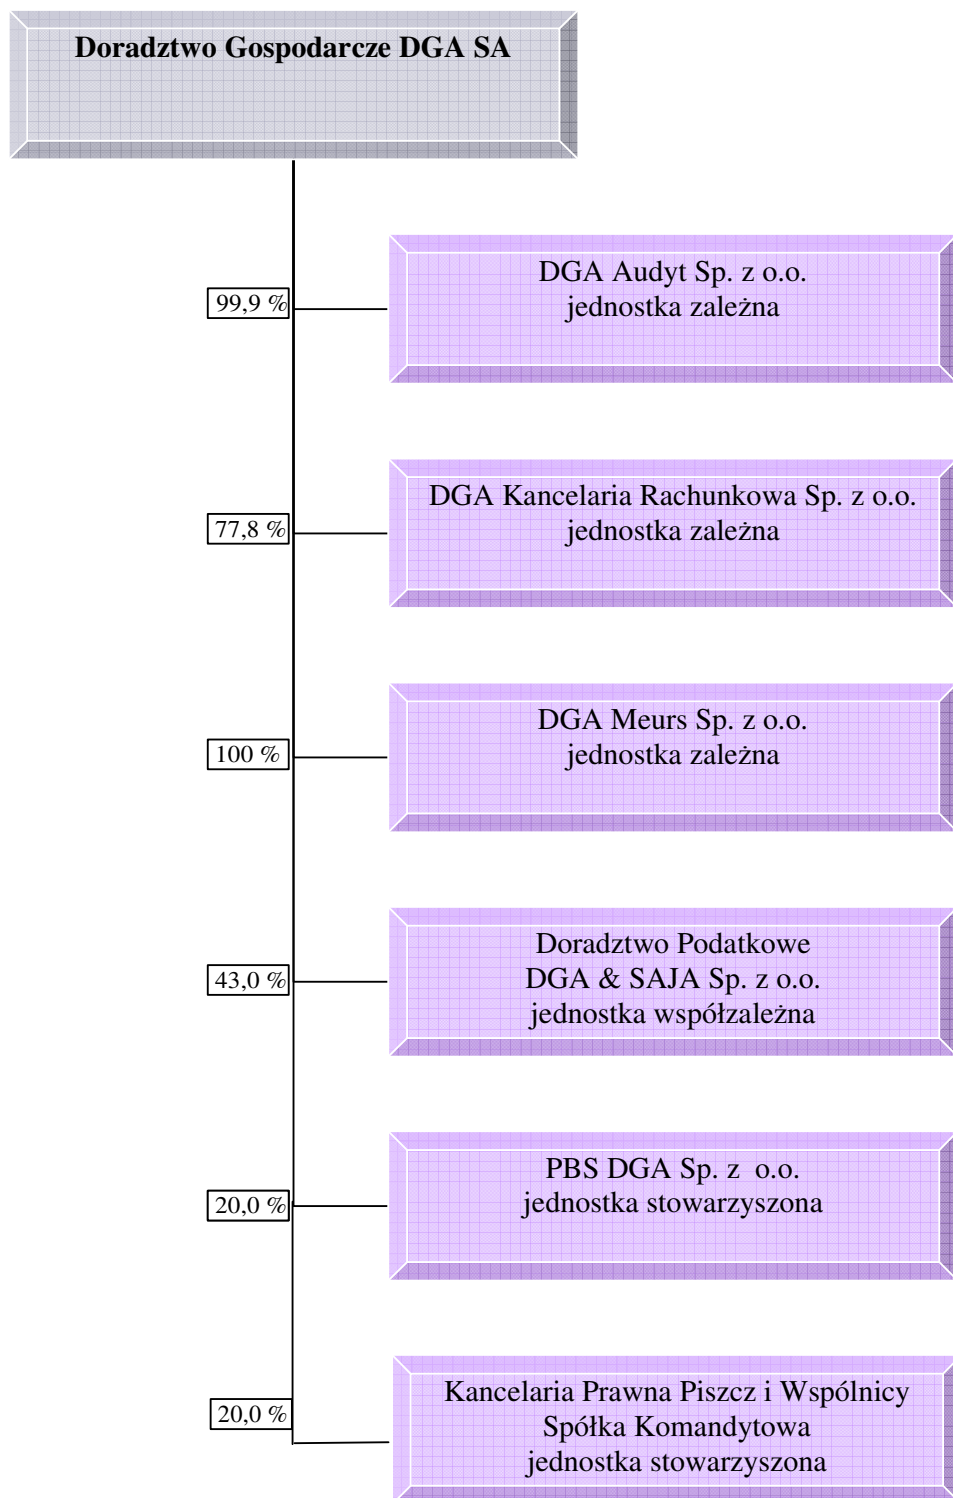 Doradztwo Gospodarcze DGA SA
99,9 %
DGA Audyt Sp. z o.o.
jednostka zależna
77,8 %
DGA Kancelaria Rachunkowa Sp. z o.o.
jednostka zależna
100 %
DGA Meurs Sp. z o.o.
jednostka zależna
43,0 %
Doradztwo Podatkowe
DGA & SAJA Sp. z o.o.
jednostka współzależna
20,0 %
PBS DGA Sp. z o.o.
jednostka stowarzyszona
20,0 %
Kancelaria Prawna Piszcz i Wspólnicy
Spółka Komandytowa
jednostka stowarzyszona